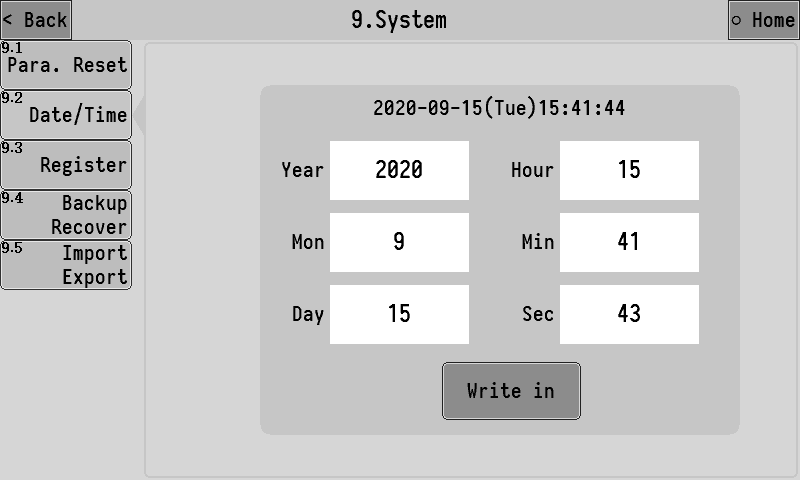 < Back
9.System
○ Home
9.1
Para. Reset
9.2
Date/Time
9.3
Register
9.4
Backup
Recover
9.5
Import
Export
2020-09-15(Tue)15:41:44
Year 2020 Hour 15
Mon 9 Min 41
Day 15 Sec 43
Write in